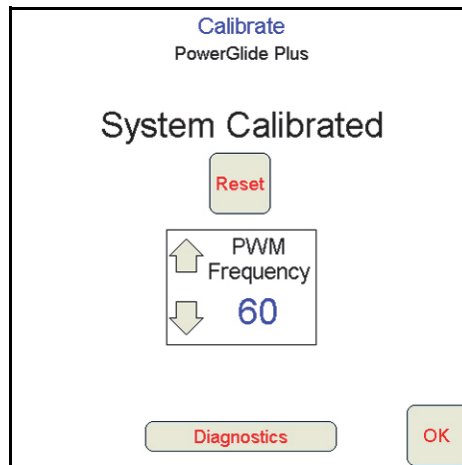 Calibrate
PowerGlide Plus
System Calibrated
Reset
PWM
Frequency
60
Diagnostics
OK